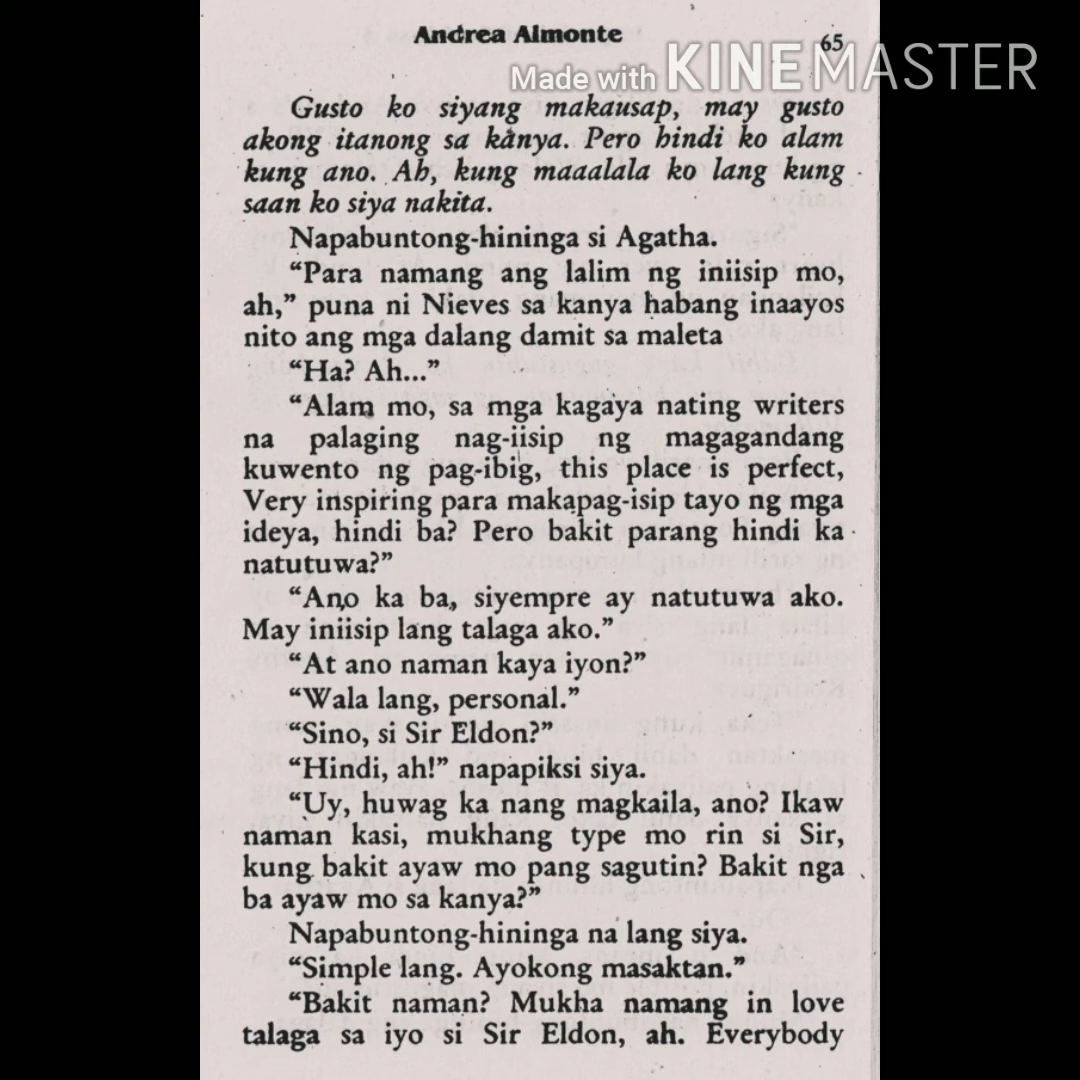 Andrea Almonte
65
Made with KINEMASTER
Gusto ko siyang makausap, may gusto
akong itanong sa kanya. Pero hindi ko alam
kung ano. Ah, kung maaalala ko lang kung
saan ko siya nakita.
Napabuntong-hininga si Agatha.
“Para namang ang lalim ng iniisip mo,
ah,” puna ni Nieves sa kanya habang inaayos
nito ang mga dalang damit sa maleta
“Ha? Ah...”
“Alam mo, sa mga kagaya nating writers
na palaging nag-iisip ng magagandang
kuwento ng pag-ibig, this place is perfect,
Very inspiring para makapag-isip tayo ng mga
ideya, hindi ba? Pero bakit parang hindi ka
natutuwa?”
“Ano ka ba, siyempre ay natutuwa ako.
May iniisip lang talaga ako.”
“At ano naman kaya iyon?”
“Wala lang, personal.”
“Sino, si Sir Eldon?”
“Hindi, ah!” napapiksi siya.
“Uy, huwag ka nang magkaila, ano? Ikaw
naman kasi, mukhang type mo rin si Sir,
kung bakit ayaw mo pang sagutin? Bakit nga
ba ayaw mo sa kanya?”
Napabuntong-hininga na lang siya.
“Simple lang. Ayokong masaktan.”
“Bakit naman? Mukha namang in love
talaga sa iyo si Sir Eldon, ah. Everybody